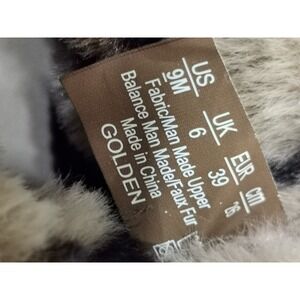 US UK EUR cm
9M 6 39 26
Fabric/Man Made Upper
Balance Man Made/Faux Fur
Made in China
GOLDEN